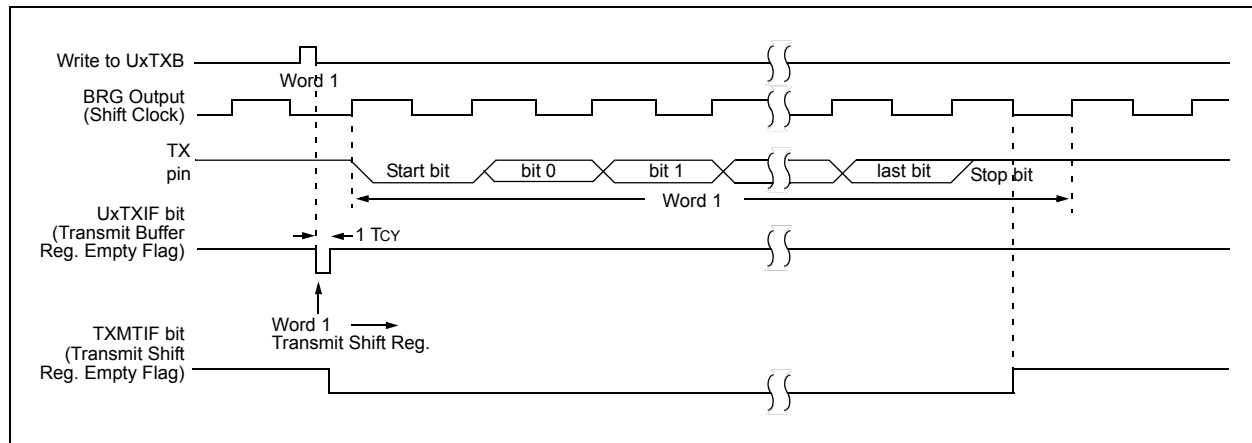 Write to UxTXB
Word 1
BRG Output
(Shift Clock)
TX
pin
Start bit
bit 0
bit 1
last bit
Stop bit
Word 1
UxTXIF bit
(Transmit Buffer
Reg. Empty Flag)
1 TCY
Word 1
Transmit Shift Reg.
TXMTIF bit
(Transmit Shift
Reg. Empty Flag)